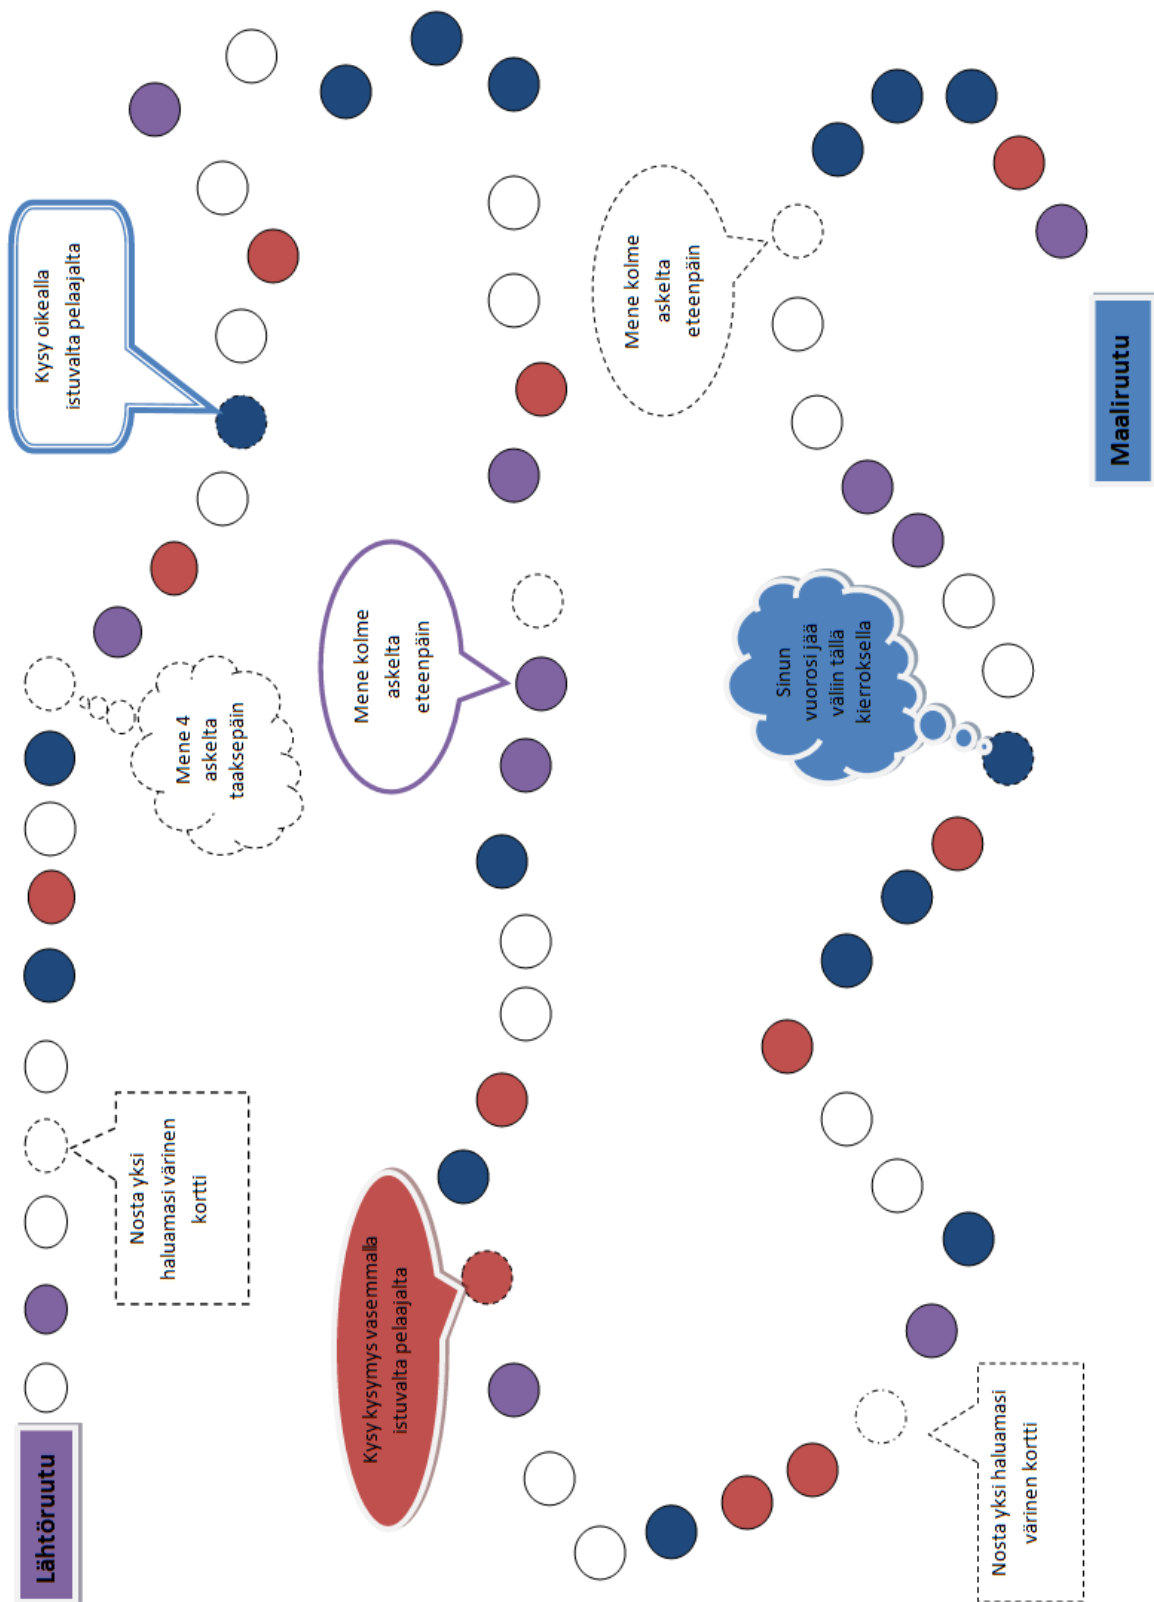 Lähtöruutu
Nosta yksi
haluamasi värinen
kortti
Mene 4
askelta
taaksepäin
Kysy oikealla
istuvalta pelaajalta
Kysy kysymys vasemmalla
istuvalta pelaajalta
Mene kolme
askelta
eteenpäin
Mene kolme
askelta
eteenpäin
Sinun
vuorosi jää
väliin tällä
kierroksella
Nosta yksi haluamasi
värinen kortti
Maaliruutu